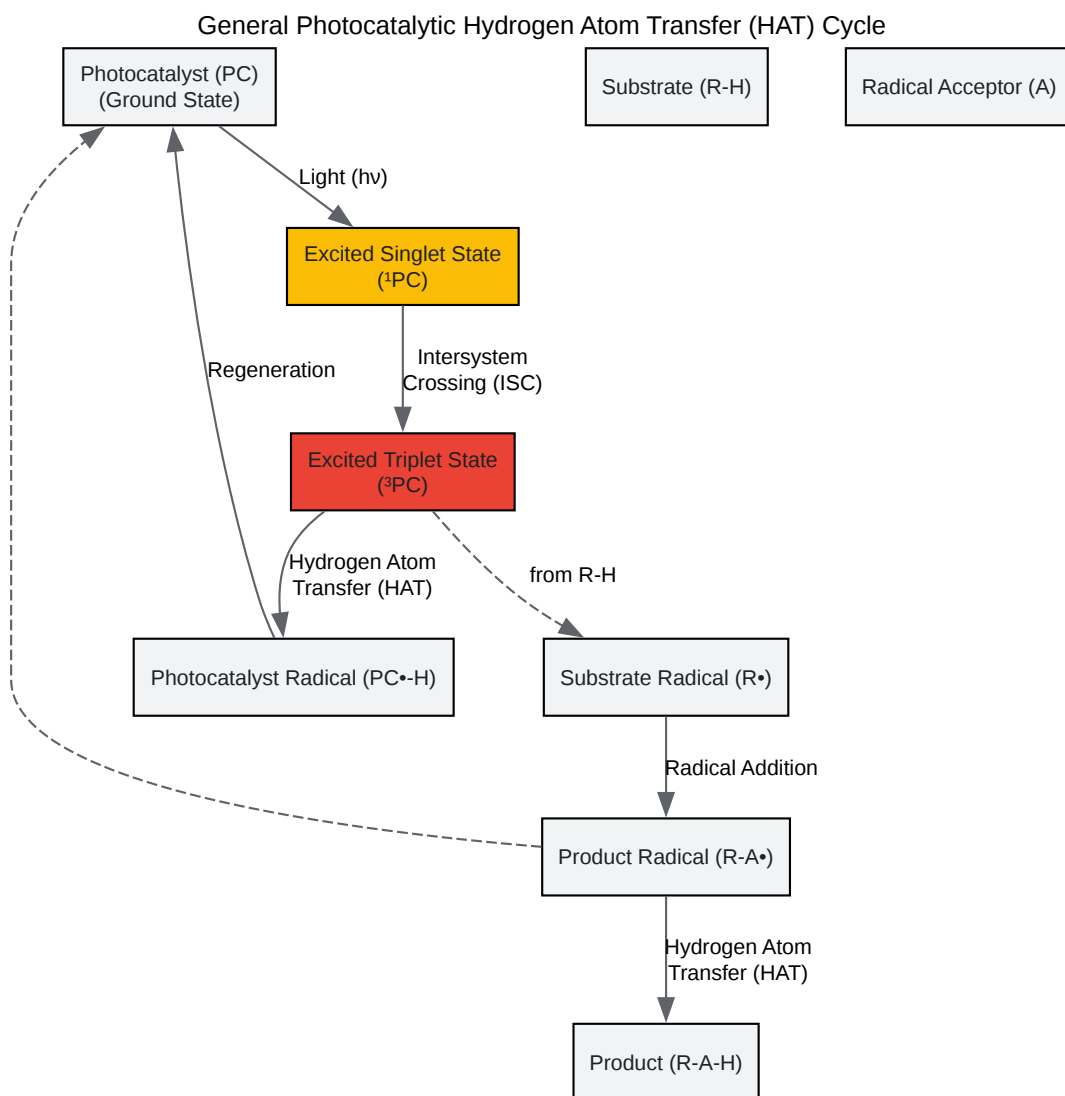 General Photocatalytic Hydrogen Atom Transfer (HAT) Cycle
Photocatalyst (PC)
(Ground State)
Substrate (R-H)
Radical Acceptor (A)
Light (hν)
Excited Singlet State
(¹PC)
Intersystem
Crossing (ISC)
Regeneration
Excited Triplet State
(³PC)
Hydrogen Atom
Transfer (HAT)
from R-H
Photocatalyst Radical (PC•-H)
Substrate Radical (R•)
Radical Addition
Product Radical (R-A•)
Hydrogen Atom
Transfer (HAT)
Product (R-A-H)